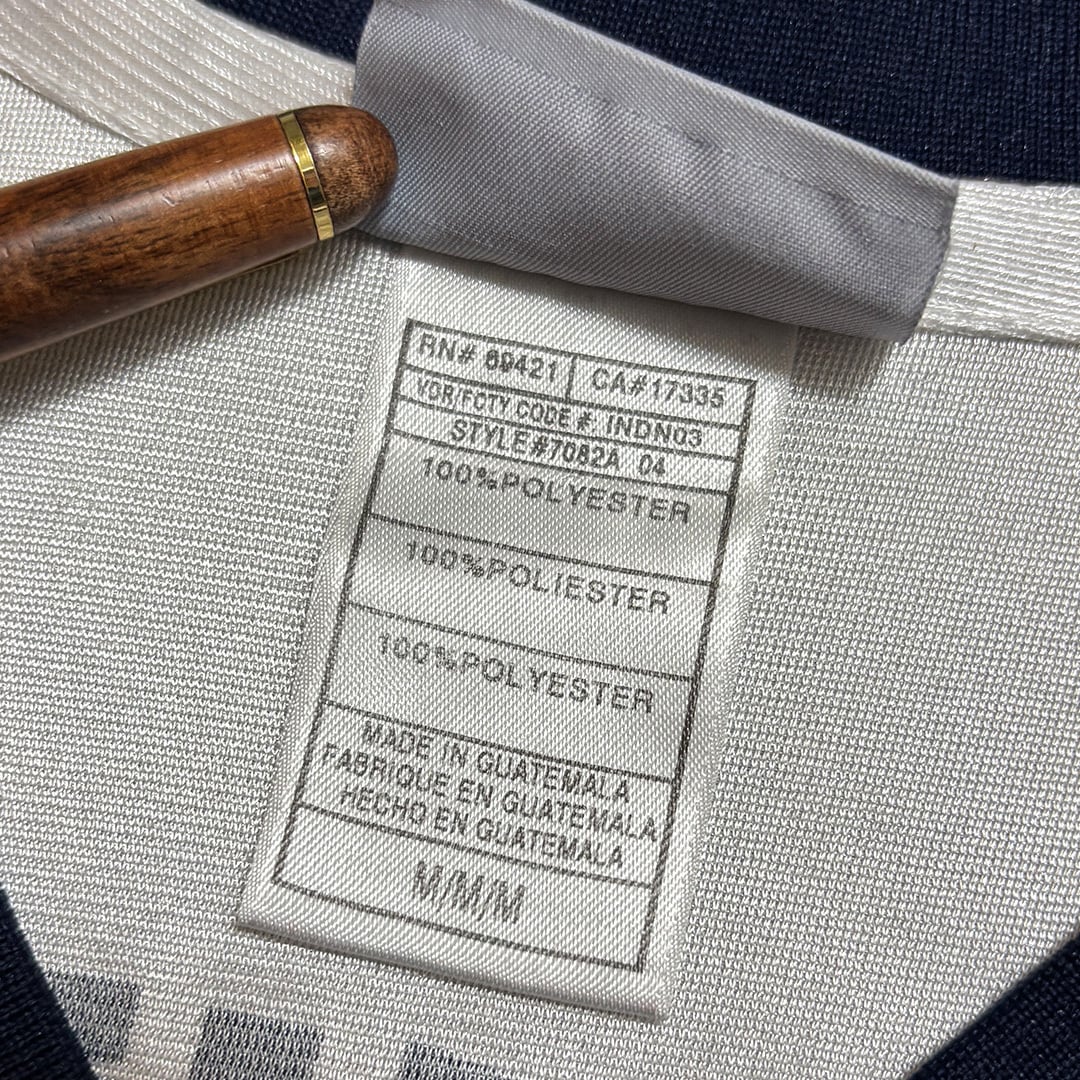 RN# 69421 CA#17335
VDR/FCTY CODE # INDN03
STYLE#7082A 04
100%POLYESTER
100%POLIESTER
100%POLYESTER
MADE IN GUATEMALA
FABRIQUE EN GUATEMALA
HECHO EN GUATEMALA
M/M/M